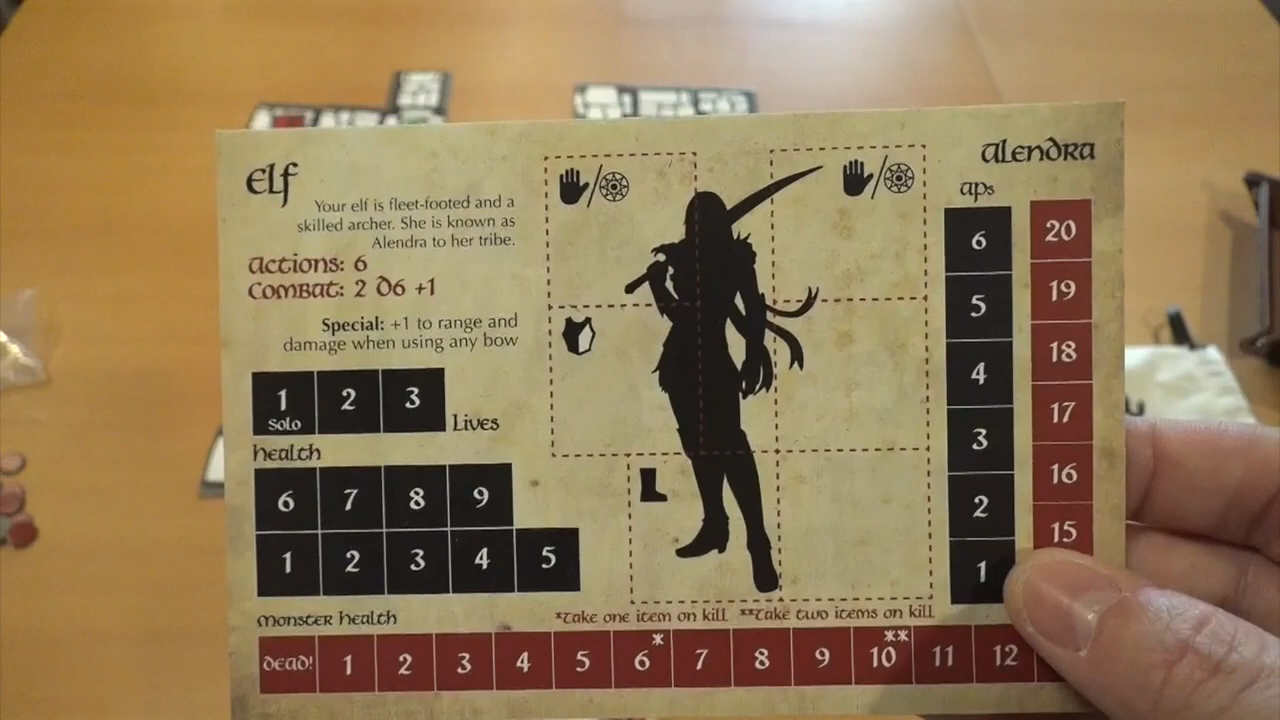 Elf
Your elf is fleet-footed and a
skilled archer. She is known as
Alendra to her tribe.
Actions: 6
Combat: 2 D6 +1
Special: +1 to range and
damage when using any bow
1 2 3
Solo
Lives
Health
6 7 8 9
1 2 3 4 5
Alendra
APs
6
5
4
3
2
1
20
19
18
17
16
15
Monster Health
*Take one item on kill **Take two items on kill
DEAD! 1 2 3 4 5 6* 7 8 9 10** 11 12